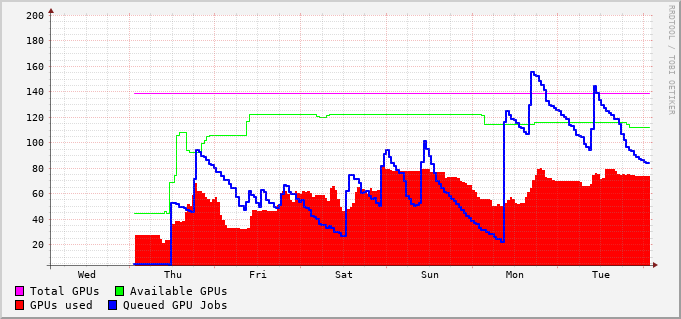 200
180
160
140
120
100
80
60
40
20
Wed Thu Fri Sat Sun Mon Tue
Total GPUs Available GPUs
GPUs used Queued GPU Jobs
RRDTOOL / TOBI OETIKER